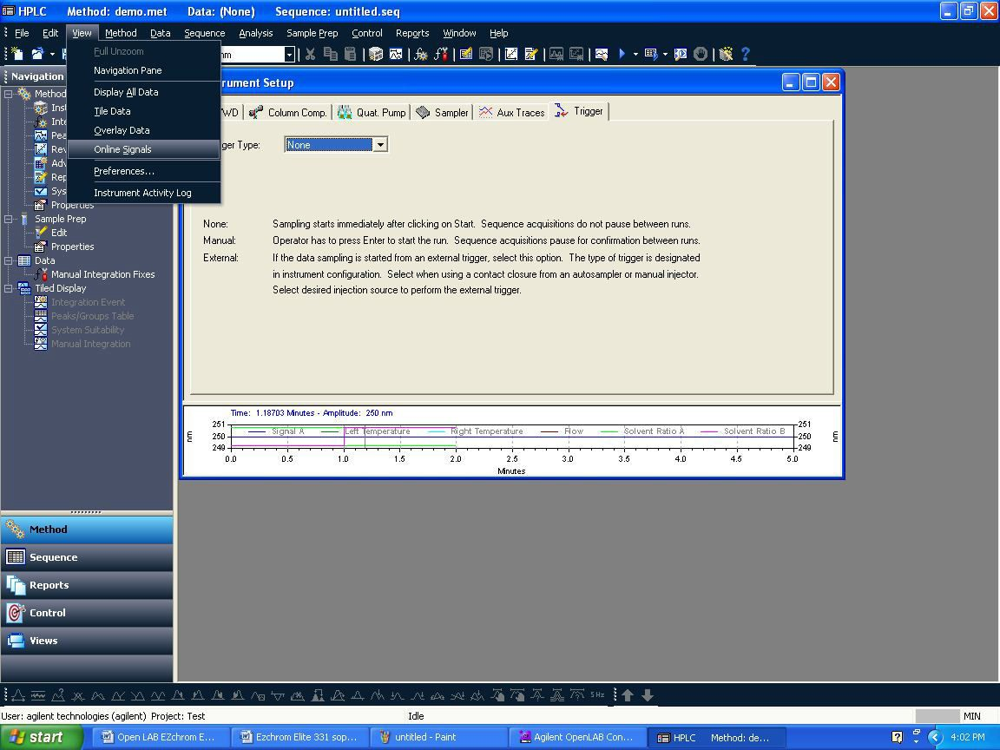 HPLC Method: demo.met Data: (None) Sequence: untitled.seq
File Edit View Method Data Sequence Analysis Sample Prep Control Reports Window Help
Full Unzoom
Navigation Pane
Display All Data
Tile Data
Overlay Data
Online Signals
Preferences...
Instrument Activity Log
Navigation
Method
Properties
Sample Prep
Edit
Properties
Data
Manual Integration Fixes
Tiled Display
Integration Event
Peaks/Groups Table
System Suitability
Manual Integration
Method
Sequence
Reports
Control
Views
trument Setup
WD Column Comp. Quat. Pump Sampler Aux Traces Trigger
ger Type: None
None: Sampling starts immediately after clicking on Start. Sequence acquisitions do not pause between runs.
Manual: Operator has to press Enter to start the run. Sequence acquisitions pause for confirmation between runs.
External: If the data sampling is started from an external trigger, select this option. The type of trigger is designated
in instrument configuration. Select when using a contact closure from an autosampler or manual injector.
Select desired injection source to perform the external trigger.
Time: 1.18703 Minutes - Amplitude: 250 nm
251 Signal A Left Temperature Right Temperature Flow Solvent Ratio A Solvent Ratio B 251
nm 250 250 nm
249 249
0.0 0.5 1.0 1.5 2.0 2.5 3.0 3.5 4.0 4.5 5.0
Minutes
5Hz
User: agilent technologies (agilent) Project: Test Idle MIN
start Open LAB EZchrom E... Ezchrom Elite 331 sop... untitled - Paint Agilent OpenLAB Con... HPLC Method: de... 4:02 PM